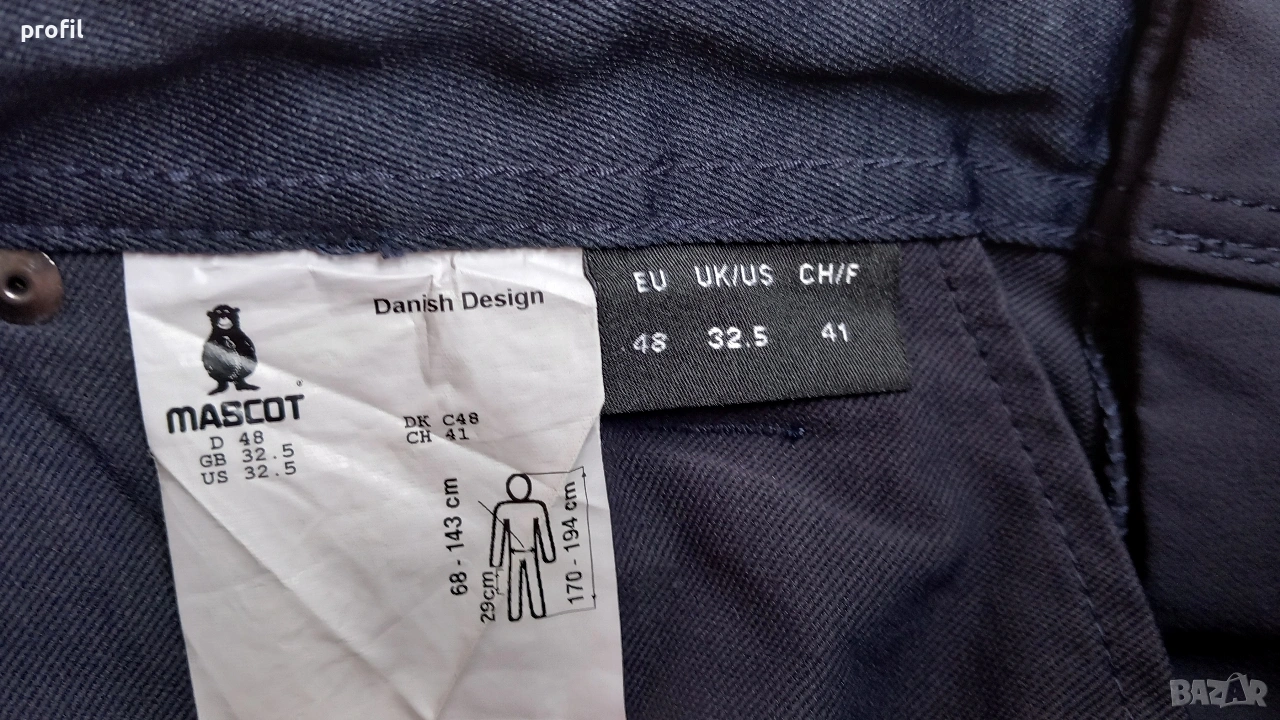 profil
Danish Design
MASCOT
D 48
GB 32.5
US 32.5
DK C48
CH 41
68 - 143 cm
29cm
170 - 194 cm
EU UK/US CH/F
48 32.5 41
BAZAR